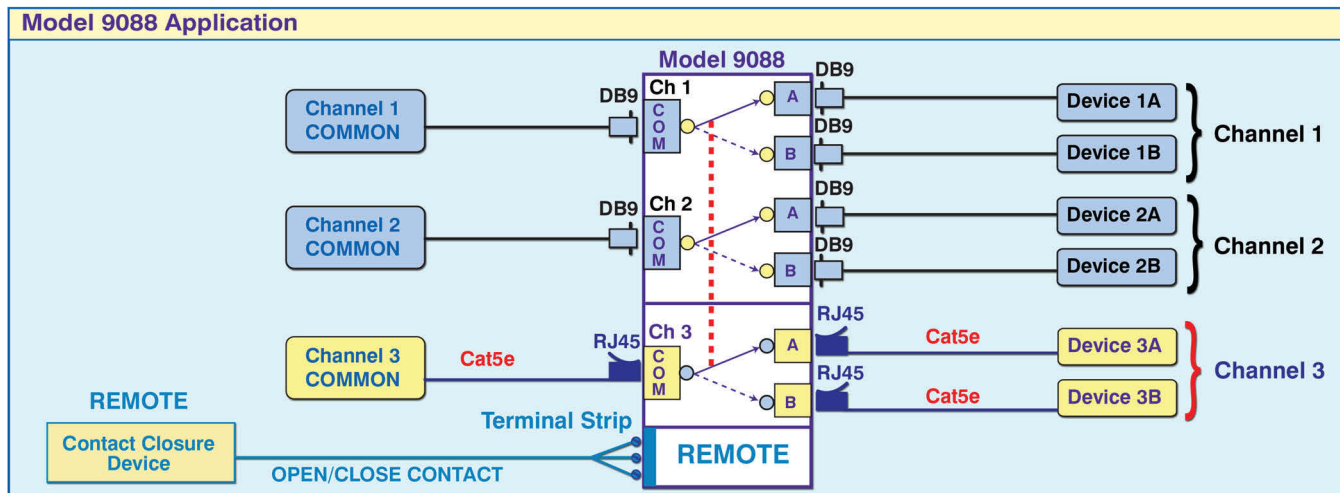 Model 9088 Application
Model 9088
Channel 1
COMMON
DB9
Ch 1
C
O
M
A
B
DB9
DB9
Device 1A
Device 1B
Channel 1
Channel 2
COMMON
DB9
Ch 2
C
O
M
A
B
DB9
DB9
Device 2A
Device 2B
Channel 2
Channel 3
COMMON
Cat5e
RJ45
Ch 3
C
O
M
A
B
RJ45
RJ45
Cat5e
Cat5e
Device 3A
Device 3B
Channel 3
REMOTE
Contact Closure
Device
OPEN/CLOSE CONTACT
Terminal Strip
REMOTE